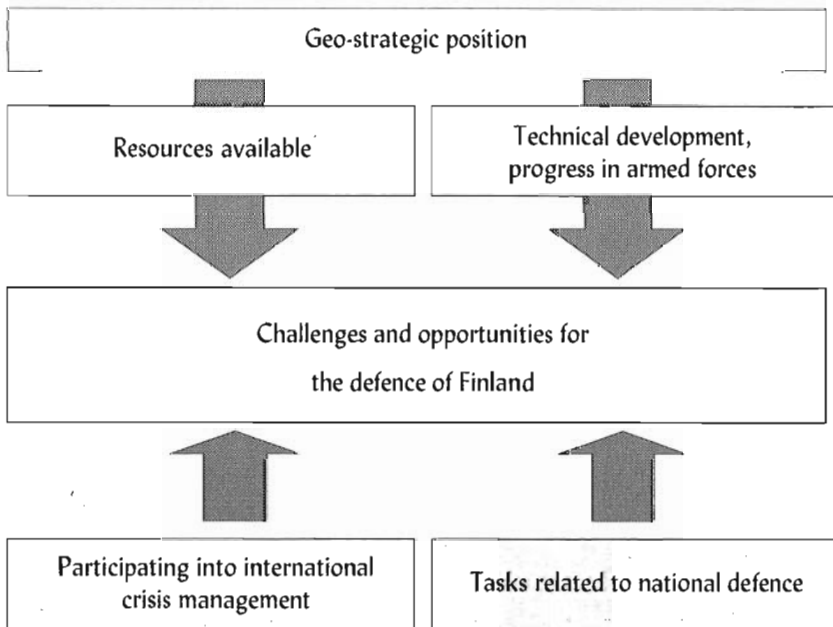 Geo-strategic position
Resources available
Technical development,
progress in armed forces
Challenges and opportunities for
the defence of Finland
Participating into international
crisis management
Tasks related to national defence